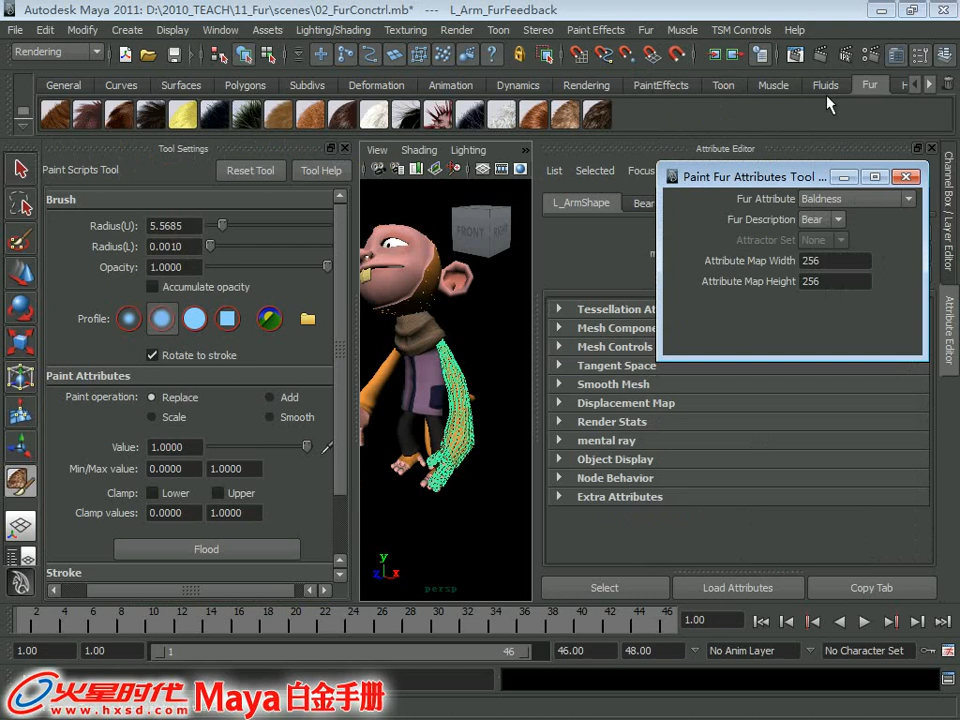 Autodesk Maya 2011: D:\2010_TEACH\11_Fur\scenes\02_FurConctrl.mb* --- L_Arm_FurFeedback
File Edit Modify Create Display Window Assets Lighting/Shading Texturing Render Toon Stereo Paint Effects Fur Muscle TSM Controls Help
Rendering
General Curves Surfaces Polygons Subdivs Deformation Animation Dynamics Rendering PaintEffects Toon Muscle Fluids Fur H
Tool Settings
Paint Scripts Tool Reset Tool Tool Help
Brush
Radius(U): 5.5685
Radius(L): 0.0010
Opacity: 1.0000
Accumulate opacity
Profile:
Rotate to stroke
Paint Attributes
Paint operation: Replace Add
Scale Smooth
Value: 1.0000
Min/Max value: 0.0000 1.0000
Clamp: Lower Upper
Clamp values: 0.0000 1.0000
Flood
Stroke
View Shading Lighting »
FRONT RIGHT
y
z x
persp
Attribute Editor
List Selected Focus
L_ArmShape Bear
Paint Fur Attributes Tool ...
Fur Attribute Baldness
Fur Description Bear
Attractor Set None
Attribute Map Width 256
Attribute Map Height 256
Tessellation At
Mesh Compone
Mesh Controls
Tangent Space
Smooth Mesh
Displacement Map
Render Stats
mental ray
Object Display
Node Behavior
Extra Attributes
Select Load Attributes Copy Tab
Channel Box / Layer Editor
Attribute Editor
2 4 6 8 10 12 14 16 18 20 22 24 26 28 30 32 34 36 38 40 42 44 46 1.00
1.00 1.00 1 46 46.00 48.00 No Anim Layer No Character Set
火星时代 Maya白金手册
www.hxsd.com